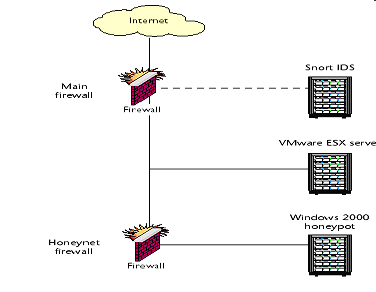 Internet
Snort IDS
Main
firewall
Firewall
VMware ESX serve
Windows 2000
honeypot
Honeynet
firewall
Firewall